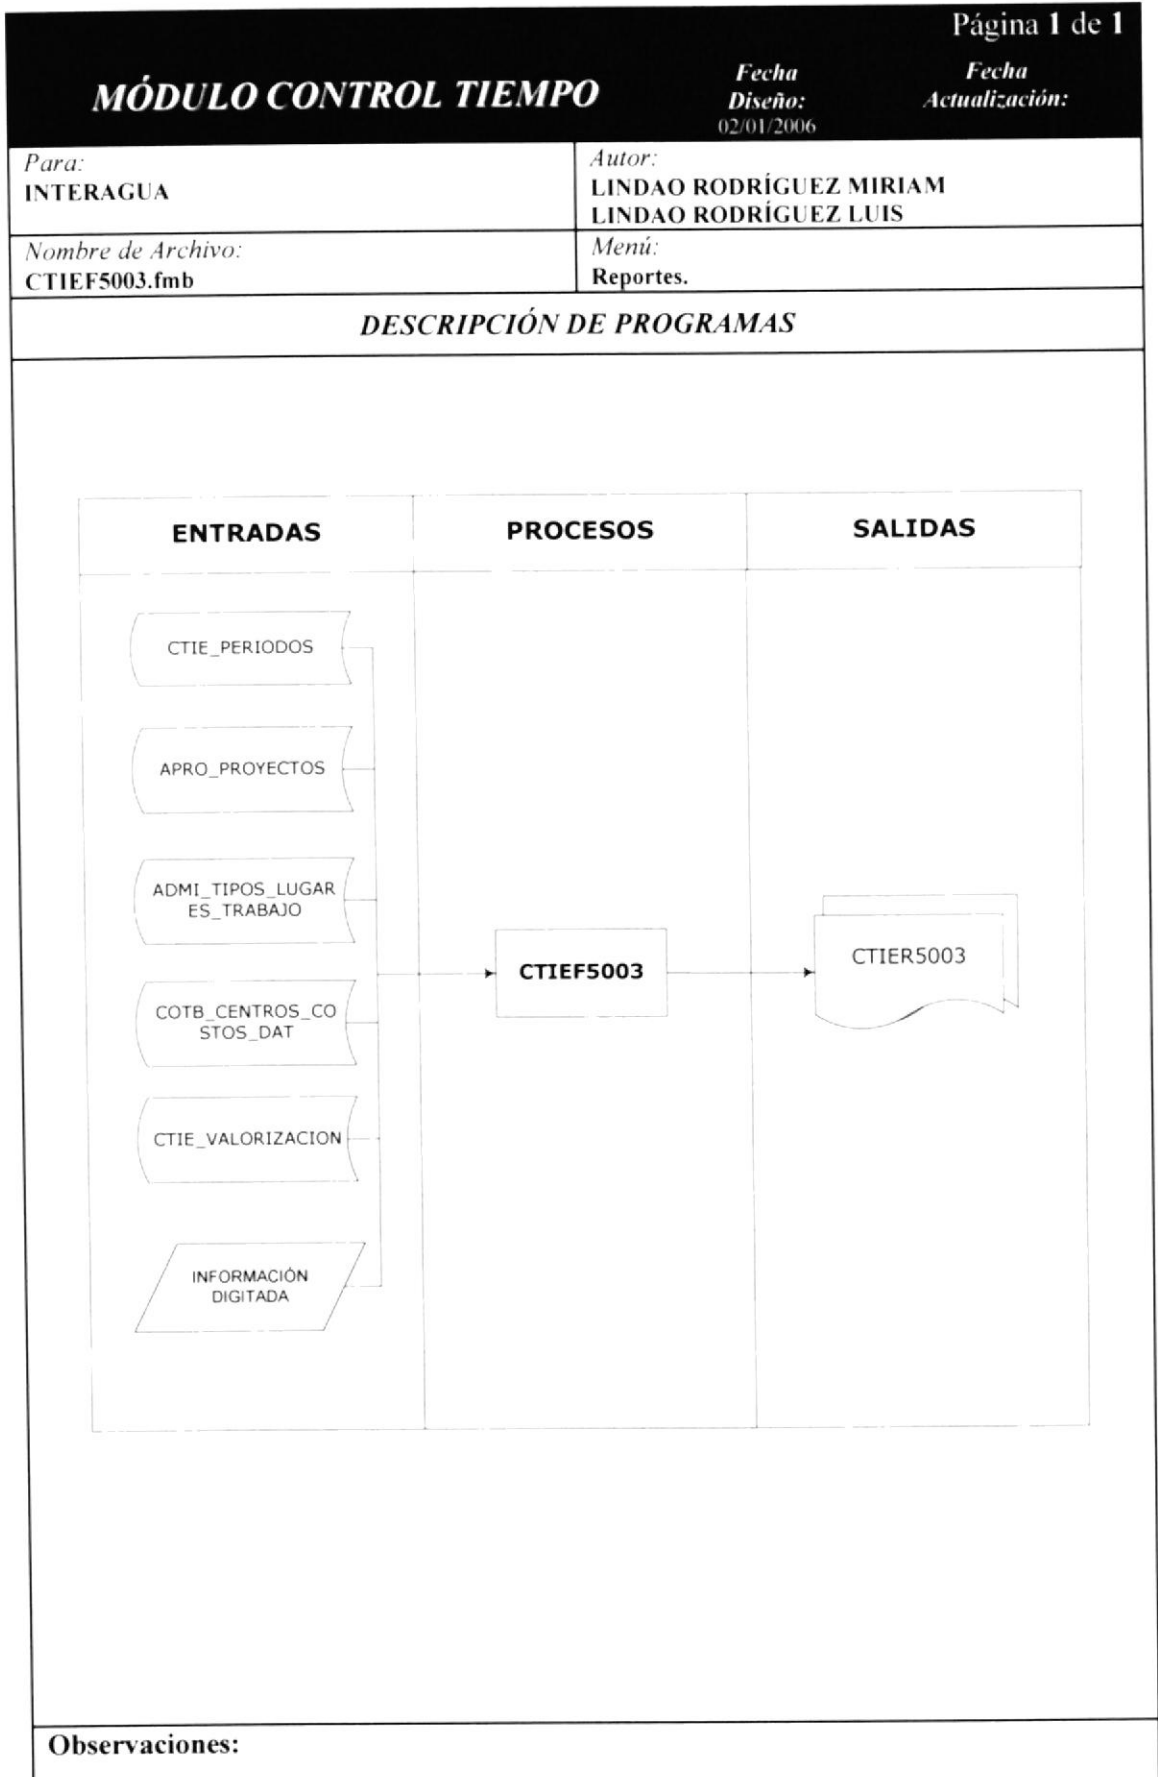 Página 1 de 1
MÓDULO CONTROL TIEMPO
Fecha
Diseño:
02/01/2006
Fecha
Actualización:
Para:
INTERAGUA
Autor:
LINDAO RODRÍGUEZ MIRIAM
LINDAO RODRÍGUEZ LUIS
Nombre de Archivo:
CTIEF5003.fmb
Menú:
Reportes.
DESCRIPCIÓN DE PROGRAMAS
ENTRADAS
PROCESOS
SALIDAS
CTIE_PERIODOS
APRO_PROYECTOS
ADMI_TIPOS_LUGAR
ES_TRABAJO
COTB_CENTROS_CO
STOS_DAT
CTIE_VALORIZACION
INFORMACIÓN
DIGITADA
CTIEF5003
CTIER5003
Observaciones: